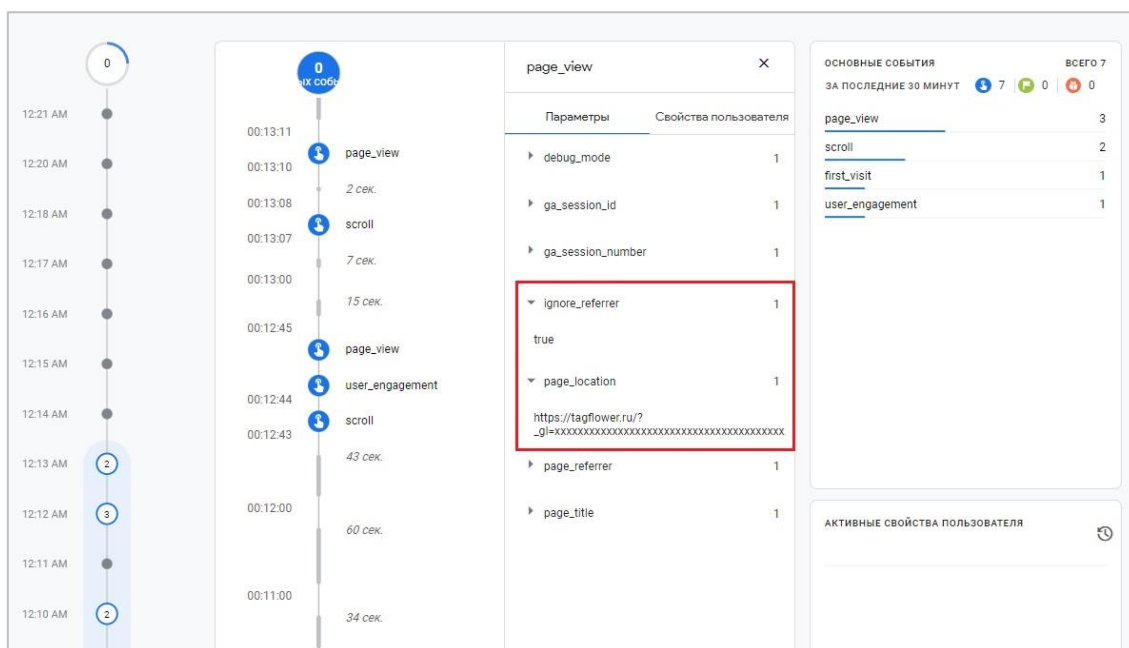 0
12:21 AM
12:20 AM
12:18 AM
12:17 AM
12:16 AM
12:15 AM
12:14 AM
12:13 AM
2
12:12 AM
3
12:11 AM
12:10 AM
2
0
ых собы
00:13:11
page_view
00:13:10
2 сек.
00:13:08
scroll
00:13:07
7 сек.
00:13:00
15 сек.
00:12:45
page_view
user_engagement
00:12:44
scroll
00:12:43
43 сек.
00:12:00
60 сек.
00:11:00
34 сек.
page_view
Параметры Свойства пользователя
debug_mode 1
ga_session_id 1
ga_session_number 1
ignore_referrer 1
true
page_location 1
https://tagflower.ru/?
_gl=xxxxxxxxxxxxxxxxxxxxxxxxxxxxxxxxxxxxxxxx
page_referrer 1
page_title 1
ОСНОВНЫЕ СОБЫТИЯ ВСЕГО 7
ЗА ПОСЛЕДНИЕ 30 МИНУТ 7 0 0
page_view 3
scroll 2
first_visit 1
user_engagement 1
АКТИВНЫЕ СВОЙСТВА ПОЛЬЗОВАТЕЛЯ